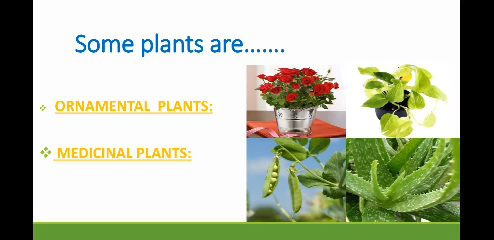 Some plants are.......
ORNAMENTAL PLANTS:
MEDICINAL PLANTS: